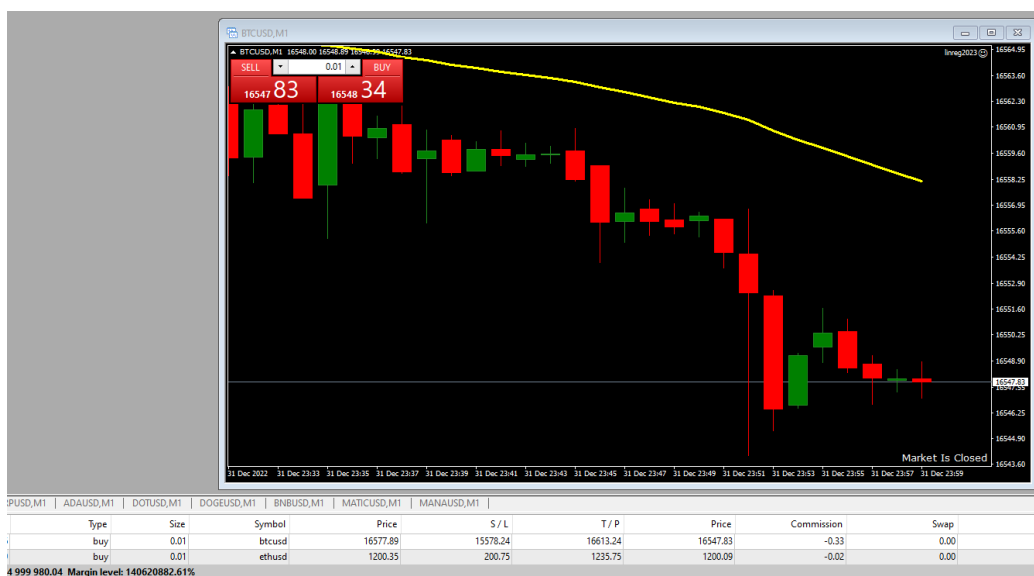 BTCUSD,M1
BTCUSD,M1 16548.00 16548.89 16547.83
linreg2023
SELL 0.01 BUY
16547 83 16548 34
16564.95
16563.60
16562.30
16560.95
16559.60
16558.25
16556.95
16555.60
16554.25
16552.90
16551.60
16550.25
16548.90
16547.83
16547.55
16546.25
16544.90
16543.60
Market Is Closed
31 Dec 2022 31 Dec 23:33 31 Dec 23:35 31 Dec 23:37 31 Dec 23:39 31 Dec 23:41 31 Dec 23:43 31 Dec 23:45 31 Dec 23:47 31 Dec 23:49 31 Dec 23:51 31 Dec 23:53 31 Dec 23:55 31 Dec 23:57 31 Dec 23:59
RPUSD,M1 | ADAUSD,M1 | DOTUSD,M1 | DOGEUSD,M1 | BNBUSD,M1 | MATICUSD,M1 | MANAUSD,M1 |
Type Size Symbol Price S / L T / P Price Commission Swap
buy 0.01 btcusd 16577.89 15578.24 16613.24 16547.83 -0.33 0.00
buy 0.01 ethusd 1200.35 200.75 1235.75 1200.09 -0.02 0.00
4 999 980.04 Margin level: 140620882.61%